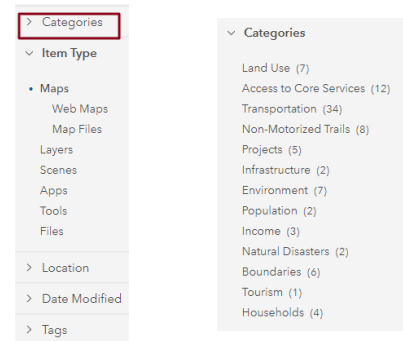 Categories
Item Type
Maps
Web Maps
Map Files
Layers
Scenes
Apps
Tools
Files
Location
Date Modified
Tags
Categories
Land Use (7)
Access to Core Services (12)
Transportation (34)
Non-Motorized Trails (8)
Projects (5)
Infrastructure (2)
Environment (7)
Population (2)
Income (3)
Natural Disasters (2)
Boundaries (6)
Tourism (1)
Households (4)